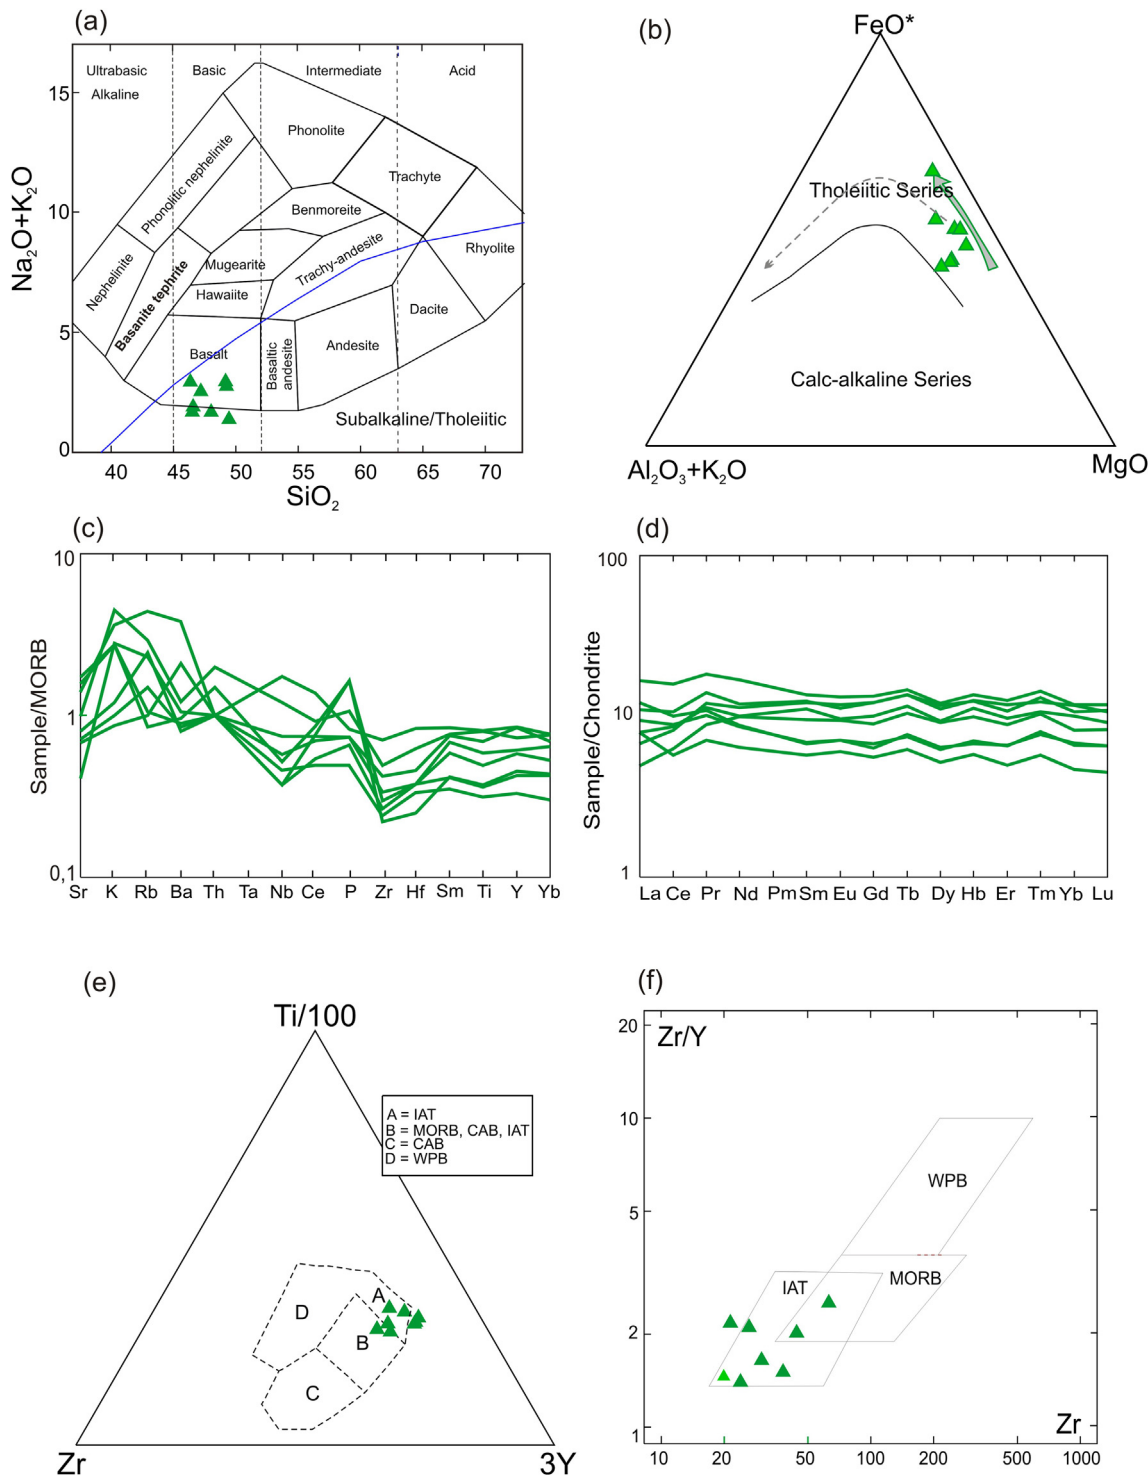 (a)
Ultrabasic
Basic
Intermediate
Acid
Alkaline
15
10
5
0
Na₂O+K₂O
Phonolite
Phonolitic nephelinite
Trachyte
Benmoreite
Nephelinite
Basanite tephrite
Mugearite
Trachy-andesite
Rhyolite
Hawaiite
Dacite
Basalt
Basaltic
andesite
Andesite
Subalkaline/Tholeiitic
40 45 50 55 60 65 70
SiO₂
(b)
FeO*
Tholeiitic Series
Calc-alkaline Series
Al₂O₃+K₂O
MgO
(c)
10
1
0,1
Sample/MORB
Sr K Rb Ba Th Ta Nb Ce P Zr Hf Sm Ti Y Yb
(d)
100
10
1
Sample/Chondrite
La Ce Pr Nd Pm Sm Eu Gd Tb Dy Hb Er Tm Yb Lu
(e)
Ti/100
A = IAT
B = MORB, CAB, IAT
C = CAB
D = WPB
A
D
B
C
Zr
3Y
(f)
20
Zr/Y
10
WPB
5
MORB
IAT
2
1
Zr
10 20 50 100 200 500 1000